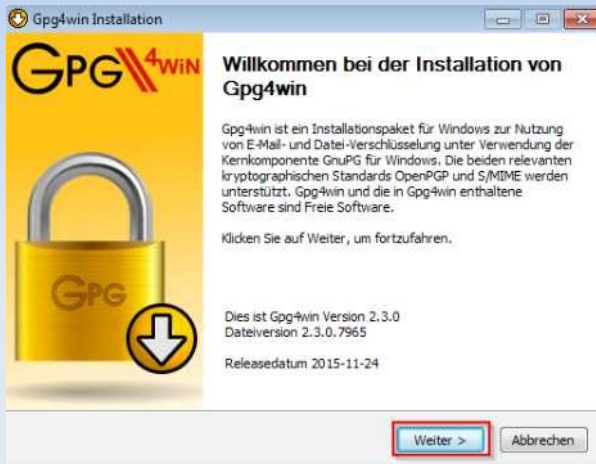 Gpg4win Installation
GPG4WIN
Willkommen bei der Installation von
Gpg4win
Gpg4win ist ein Installationspaket für Windows zur Nutzung
von E-Mail- und Datei-Verschlüsselung unter Verwendung der
Kernkomponente GnuPG für Windows. Die beiden relevanten
kryptographischen Standards OpenPGP und S/MIME werden
unterstützt. Gpg4win und die in Gpg4win enthaltene
Software sind Freie Software.
Klicken Sie auf Weiter, um fortzufahren.
GPG
Dies ist Gpg4win Version 2.3.0
Dateiversion 2.3.0.7965
Releasedatum 2015-11-24
Weiter >
Abbrechen